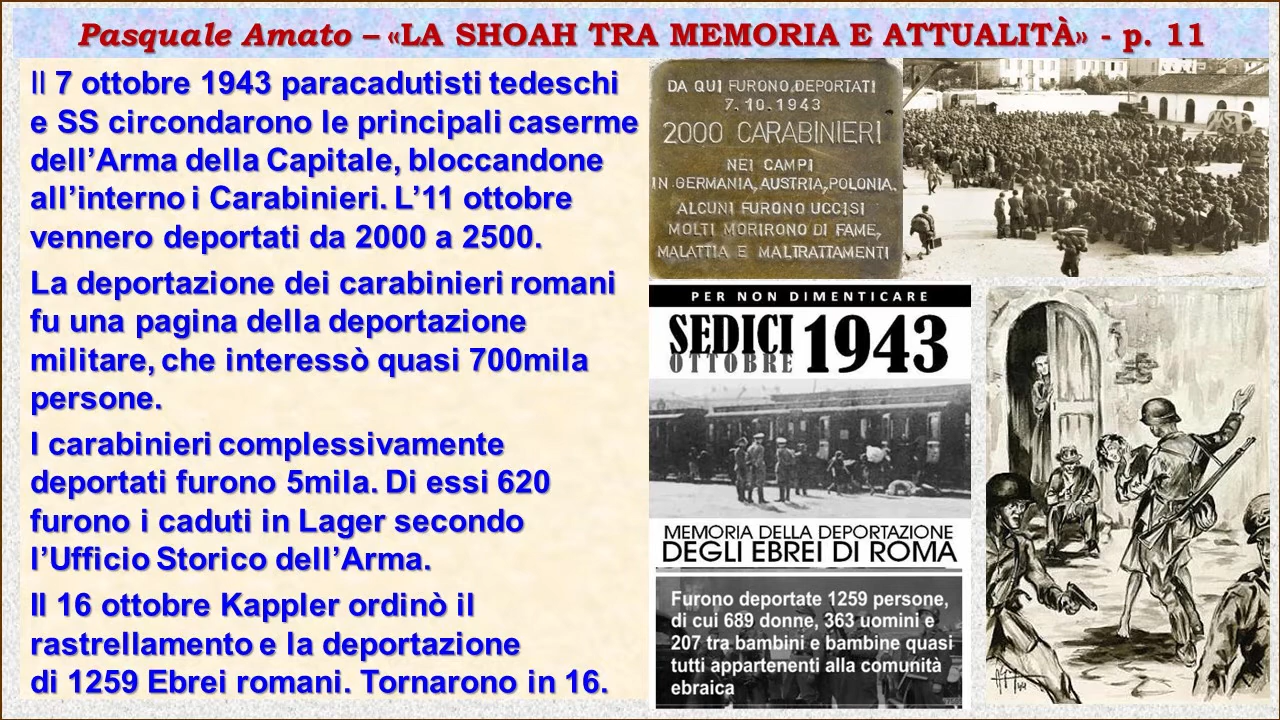 Pasquale Amato – «LA SHOAH TRA MEMORIA E ATTUALITÀ» - p. 11
Il 7 ottobre 1943 paracadutisti tedeschi
e SS circondarono le principali caserme
dell’Arma della Capitale, bloccandone
all’interno i Carabinieri. L’11 ottobre
vennero deportati da 2000 a 2500.
La deportazione dei carabinieri romani
fu una pagina della deportazione
militare, che interessò quasi 700mila
persone.
I carabinieri complessivamente
deportati furono 5mila. Di essi 620
furono i caduti in Lager secondo
l’Ufficio Storico dell’Arma.
Il 16 ottobre Kappler ordinò il
rastrellamento e la deportazione
di 1259 Ebrei romani. Tornarono in 16.
DA QUI FURONO DEPORTATI
7.10.1943
2000 CARABINIERI
NEI CAMPI
IN GERMANIA, AUSTRIA, POLONIA.
ALCUNI FURONO UCCISI
MOLTI MORIRONO DI FAME,
MALATTIA E MALTRATTAMENTI
PER NON DIMENTICARE
SEDICI
OTTOBRE
1943
MEMORIA DELLA DEPORTAZIONE
DEGLI EBREI DI ROMA
Furono deportate 1259 persone,
di cui 689 donne, 363 uomini e
207 tra bambini e bambine quasi
tutti appartenenti alla comunità
ebraica